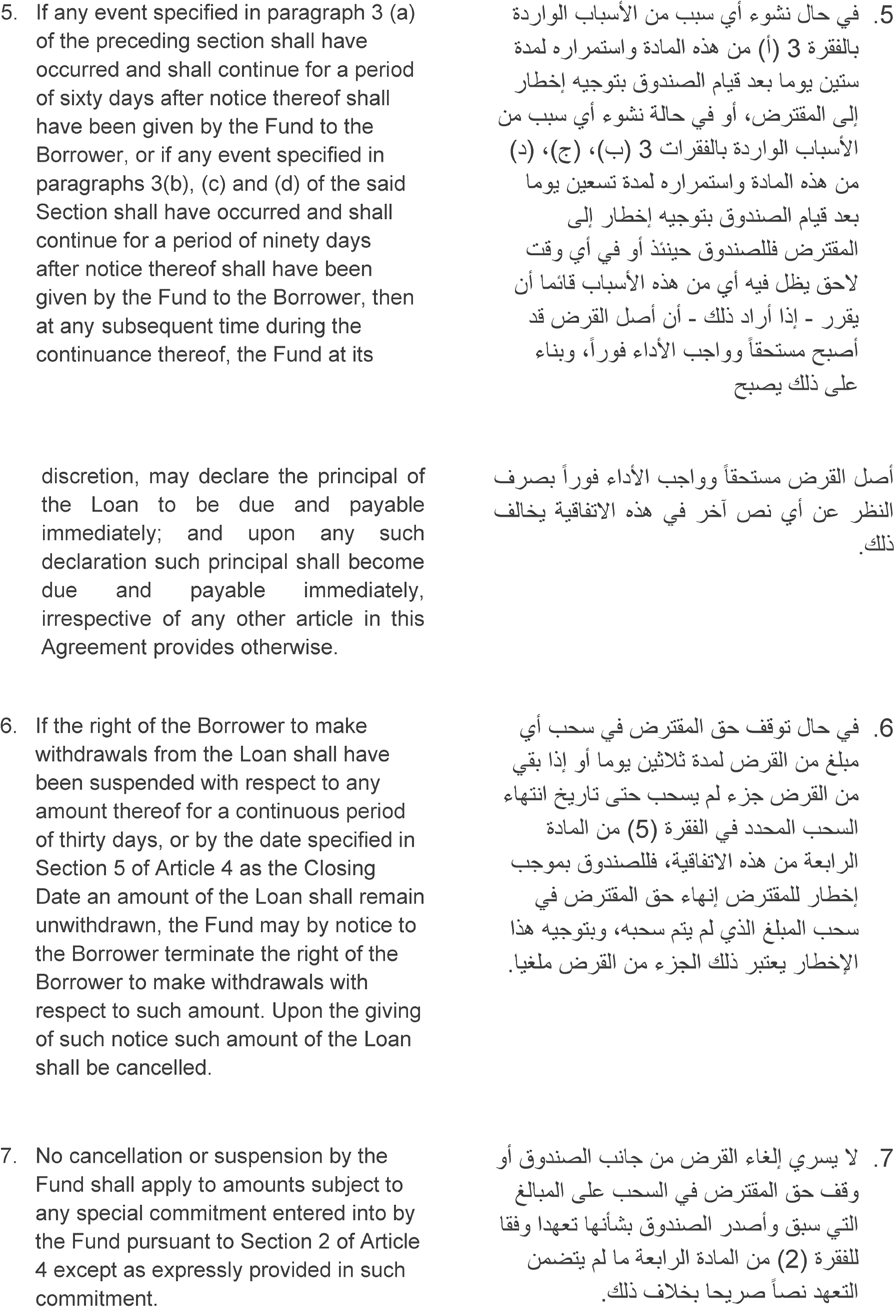 5. If any event specified in paragraph 3 (a)
of the preceding section shall have
occurred and shall continue for a period
of sixty days after notice thereof shall
have been given by the Fund to the
Borrower, or if any event specified in
paragraphs 3(b), (c) and (d) of the said
Section shall have occurred and shall
continue for a period of ninety days
after notice thereof shall have been
given by the Fund to the Borrower, then
at any subsequent time during the
continuance thereof, the Fund at its
discretion, may declare the principal of
the Loan to be due and payable
immediately; and upon any such
declaration such principal shall become
due and payable immediately,
irrespective of any other article in this
Agreement provides otherwise.
6. If the right of the Borrower to make
withdrawals from the Loan shall have
been suspended with respect to any
amount thereof for a continuous period
of thirty days, or by the date specified in
Section 5 of Article 4 as the Closing
Date an amount of the Loan shall remain
unwithdrawn, the Fund may by notice to
the Borrower terminate the right of the
Borrower to make withdrawals with
respect to such amount. Upon the giving
of such notice such amount of the Loan
shall be cancelled.
7. No cancellation or suspension by the
Fund shall apply to amounts subject to
any special commitment entered into by
the Fund pursuant to Section 2 of Article
4 except as expressly provided in such
commitment.
5. في حال نشوء أي سبب من الأسباب الواردة
بالفقرة 3 (أ) من هذه المادة واستمراره لمدة
ستين يوما بعد قيام الصندوق بتوجيه إخطار
إلى المقترض، أو في حالة نشوء أي سبب من
الأسباب الواردة بالفقرات 3 (ب)، (ج)، (د)
من هذه المادة واستمراره لمدة تسعين يوما
بعد قيام الصندوق بتوجيه إخطار إلى
المقترض فللصندوق حينئذ أو في أي وقت
لاحق يظل فيه أي من هذه الأسباب قائما أن
يقرر - إذا أراد ذلك - أن أصل القرض قد
أصبح مستحقاً وواجب الأداء فوراً، وبناء
على ذلك يصبح
أصل القرض مستحقاً وواجب الأداء فوراً بصرف
النظر عن أي نص آخر في هذه الاتفاقية يخالف
ذلك.
6. في حال توقف حق المقترض في سحب أي
مبلغ من القرض لمدة ثلاثين يوما أو إذا بقي
من القرض جزء لم يسحب حتى تاريخ انتهاء
السحب المحدد في الفقرة (5) من المادة
الرابعة من هذه الاتفاقية، فللصندوق بموجب
إخطار للمقترض إنهاء حق المقترض في
سحب المبلغ الذي لم يتم سحبه، وبتوجيه هذا
الإخطار يعتبر ذلك الجزء من القرض ملغيا.
7. لا يسري إلغاء القرض من جانب الصندوق أو
وقف حق المقترض في السحب على المبالغ
التي سبق وأصدر الصندوق بشأنها تعهدا وفقا
للفقرة (2) من المادة الرابعة ما لم يتضمن
التعهد نصاً صريحا بخلاف ذلك.